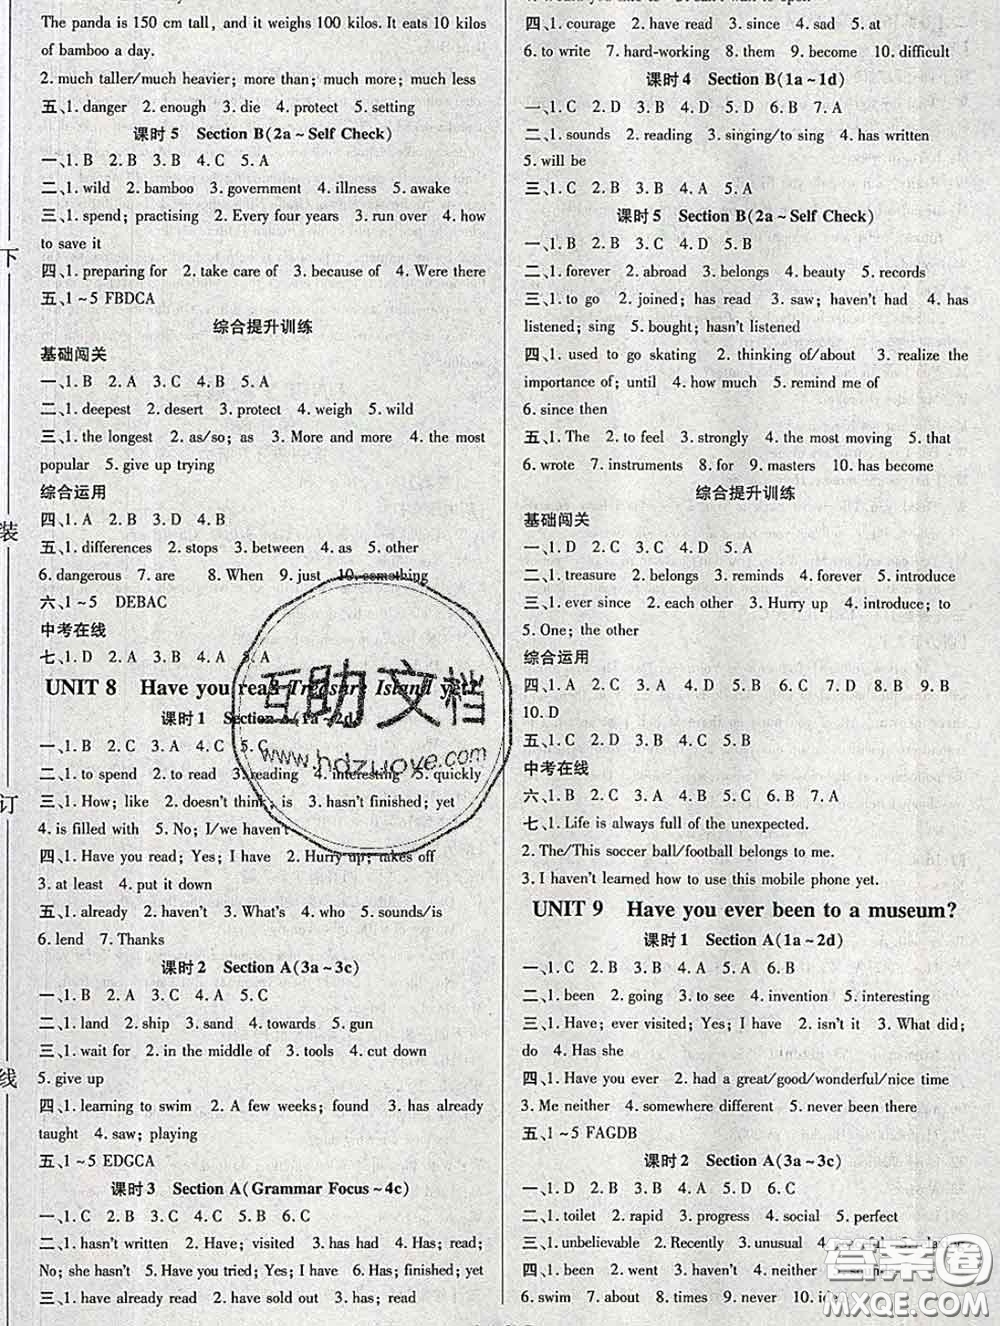 The panda is 150 cm tall, and it weighs 100 kilos. It eats 10 kilos
of bamboo a day.
2. much taller/much heavier; more than; much more, much less
五、1. danger 2. enough 3. die 4. protect 5. setting
课时 5 Section B(2a ~ Self Check)
一、1. B 2. B 3. B 4. C 5. A
二、1. wild 2. bamboo 3. government 4. illness 5. awake
三、1. spend; practising 2. Every four years 3. run over 4. how
to save it
四、1. preparing for 2. take care of 3. because of 4. Were there
五、1 ~ 5 FBDCA
综合提升训练
基础闯关
一、1. B 2. A 3. C 4. B 5. A
二、1. deepest 2. desert 3. protect 4. weigh 5. wild
三、1. the longest 2. as/so; as 3. More and more 4. the most
popular 5. give up trying
综合运用
四、1. A 2. B 3. D 4. B
五、1. differences 2. stops 3. between 4. as 5. other
6. dangerous 7. are 8. When 9. just 10. something
六、1 ~ 5 DEBAC
中考在线
七、1. D 2. A 3. C 4. B 5. A
UNIT 8 Have you read Treasure Island yet?
课时 1 Section A(1a ~ 2d)
一、1. B 2. C 3. A 4. C 5. C
二、1. to spend 2. to read 3. reading 4. interesting 5. quickly
三、1. How; like 2. doesn't think; is 3. hasn't finished; yet
4. is filled with 5. No; I/we haven't
四、1. Have you read; Yes; I have 2. Hurry up; takes off
3. at least 4. put it down
五、1. already 2. haven't 3. What's 4. who 5. sounds/is
6. lend 7. Thanks
课时 2 Section A(3a ~ 3c)
一、1. B 2. C 3. A 4. A 5. C
二、1. land 2. ship 3. sand 4. towards 5. gun
三、1. wait for 2. in the middle of 3. tools 4. cut down
5. give up
四、1. learning to swim 2. A few weeks; found 3. has already
taught 4. saw; playing
五、1 ~ 5 EDGCA
课时 3 Section A(Grammar Focus ~ 4c)
一、1. C 2. C 3. D 4. B 5. B 6. C
二、1. hasn't written 2. Have; visited 3. has had 4. Has; read;
No; she hasn't 5. Have you tried; Yes; I have 6. Has; finished; yet
三、1. have already read 2. have sold out 3. has; read
四、1. courage 2. have read 3. since 4. sad 5. at
6. to write 7. hard-working 8. them 9. become 10. difficult
课时 4 Section B(1a ~ 1d)
一、1. C 2. B 3. A 4. D 5. D 6. B 7. A
二、1. sounds 2. reading 3. singing/to sing 4. has written
5. will be
三、1. C 2. B 3. D 4. A 5. A
课时 5 Section B(2a ~ Self Check)
一、1. B 2. C 3. C 4. D 5. B
二、1. forever 2. abroad 3. belongs 4. beauty 5. records
三、1. to go 2. joined; has read 3. saw; haven't had 4. has
listened; sing 5. bought; hasn't listened
四、1. used to go skating 2. thinking of/about 3. realize the
importance of; until 4. how much 5. remind me of
6. since then
五、1. The 2. to feel 3. strongly 4. the most moving 5. that
6. wrote 7. instruments 8. for 9. masters 10. has become
综合提升训练
基础闯关
一、1. D 2. C 3. C 4. D 5. A
二、1. treasure 2. belongs 3. reminds 4. forever 5. introduce
三、1. ever since 2. each other 3. Hurry up 4. introduce; to
5. One; the other
综合运用
四、1. A 2. C 3. D 4. B 5. C 6. A 7. C 8. D 9. B
10. D
五、1. D 2. B 3. C 4. A 5. C
中考在线
六、1. B 2. C 3. D 4. C 5. C 6. B 7. A
七、1. Life is always full of the unexpected.
2. The/This soccer ball/football belongs to me.
3. I haven't learned how to use this mobile phone yet.
UNIT 9 Have you ever been to a museum?
课时 1 Section A(1a ~ 2d)
一、1. C 2. B 3. B 4. A 5. A 6. B
二、1. been 2. going 3. to see 4. invention 5. interesting
三、1. Have; ever visited; Yes; I have 2. isn't it 3. What did;
do 4. Has she
四、1. Have you ever 2. had a great/good/wonderful/nice time
3. Me neither 4. somewhere different 5. never been there
五、1 ~ 5 FAGDB
课时 2 Section A(3a ~ 3c)
一、1. D 2. D 3. B 4. A 5. D 6. C
二、1. toilet 2. rapid 3. progress 4. social 5. perfect
三、1. unbelievable 2. Recently 3. unusual
四、1. been 2. went 3. haven't 4. neither
6. swim 7. about 8. times 9. never
下
装
订
线
互助文档
www.hdzuoye.com
答案圈
MXQE.COM